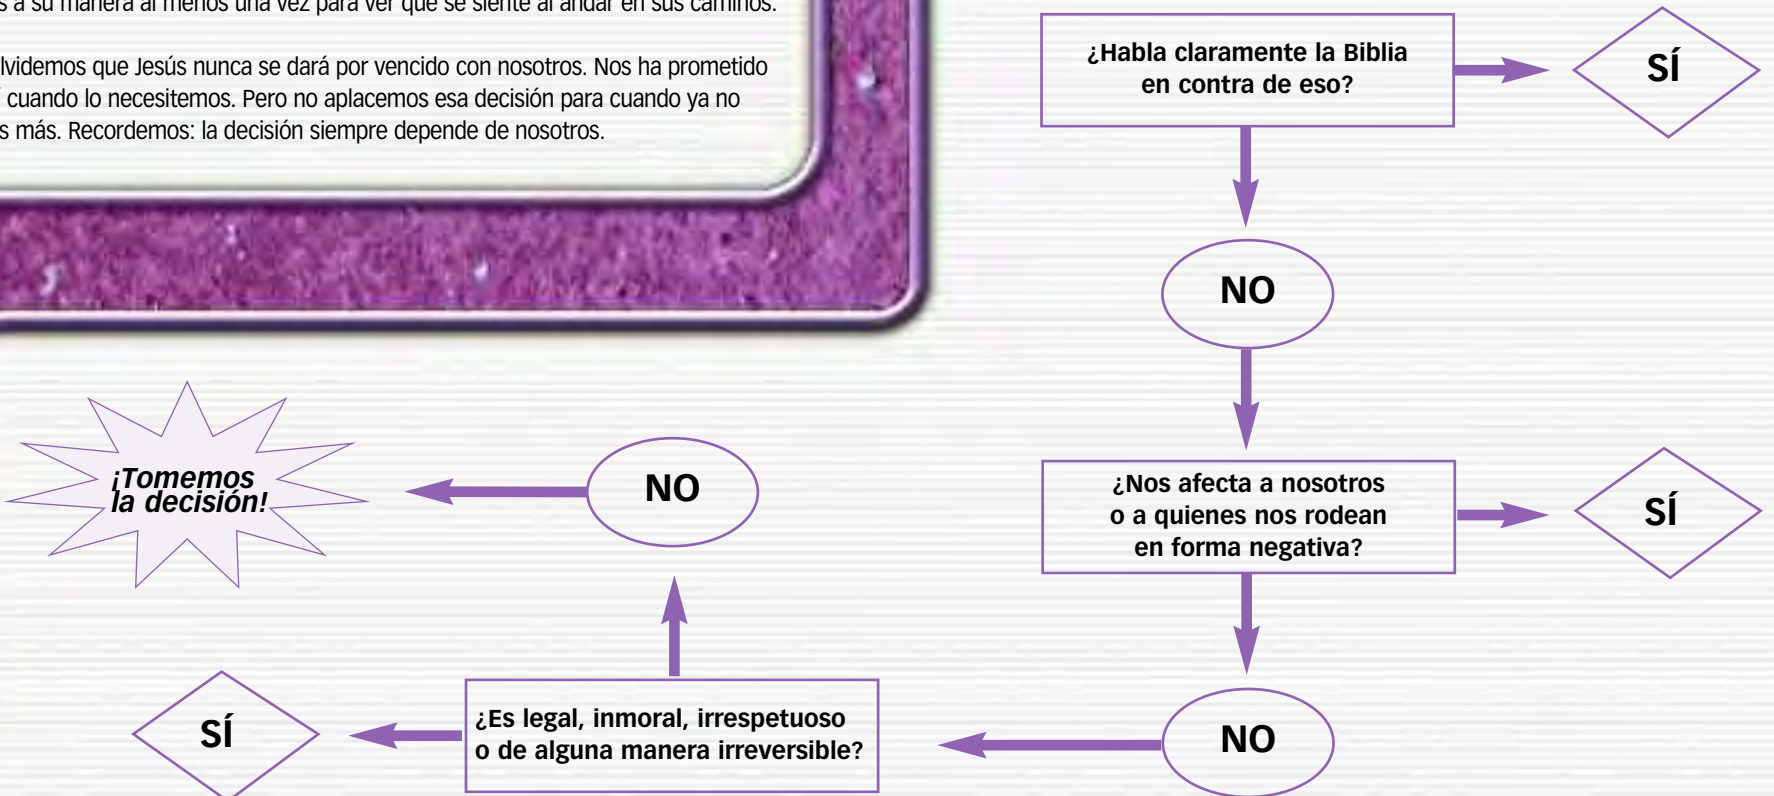 s a su manera al menos una vez para ver qué se siente al andar en sus caminos.
lvidemos que Jesús nunca se dará por vencido con nosotros. Nos ha prometido
cuando lo necesitemos. Pero no aplacemos esa decisión para cuando ya no
s más. Recordemos: la decisión siempre depende de nosotros.
¿Habla claramente la Biblia
en contra de eso?
SÍ
NO
¿Nos afecta a nosotros
o a quienes nos rodean
en forma negativa?
SÍ
NO
¿Es legal, inmoral, irrespetuoso
o de alguna manera irreversible?
SÍ
NO
¡Tomemos
la decisión!